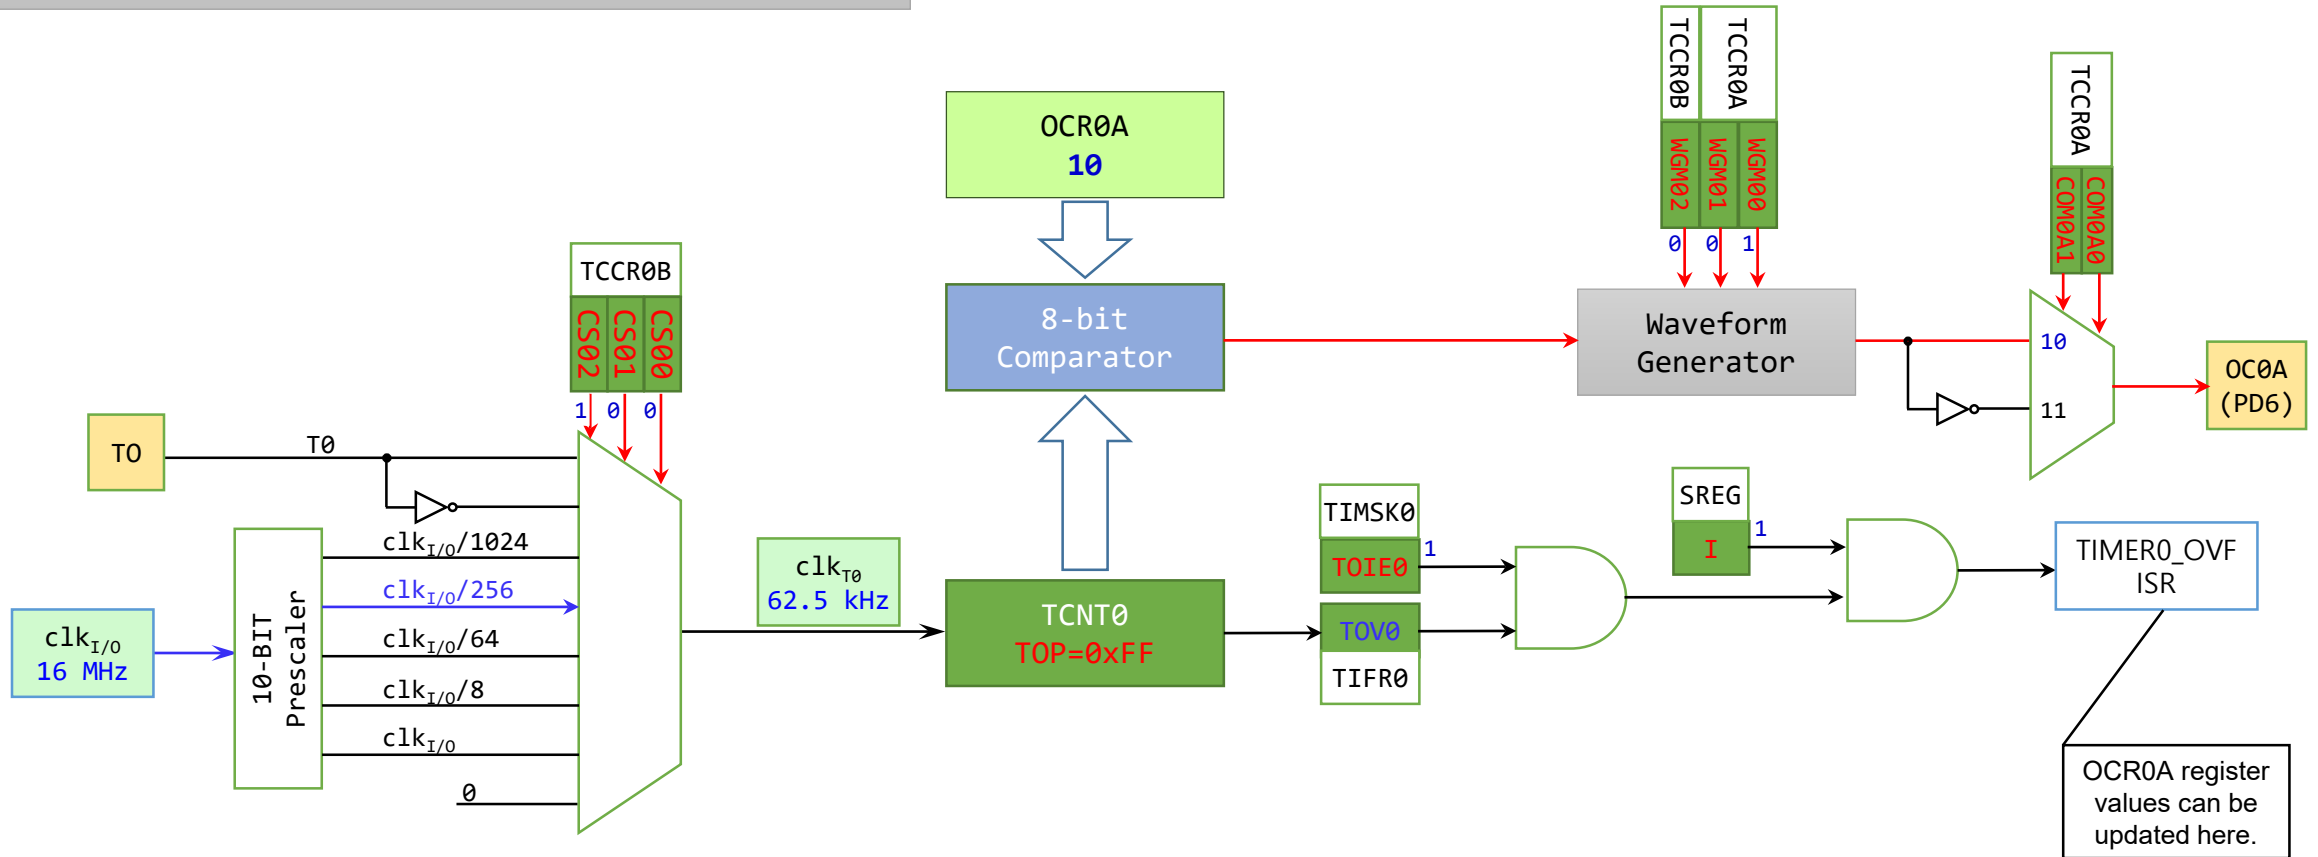 TCCR0B
TCCR0A
WGM02
WGM01
WGM00
0
0
1
TCCR0A
COM0A1
COM0A0
OCR0A
10
8-bit
Comparator
Waveform
Generator
10
11
OC0A
(PD6)
TCCR0B
CS02
CS01
CS00
1
0
0
TO
T0
clkI/O/1024
clkI/O/256
clkI/O/64
clkI/O/8
clkI/O
0
clkI/O
16 MHz
10-BIT
Prescaler
clkT0
62.5 kHz
TCNT0
TOP=0xFF
TIMSK0
TOIE0
1
TOV0
TIFR0
SREG
I
1
TIMER0_OVF
ISR
OCR0A register
values can be
updated here.